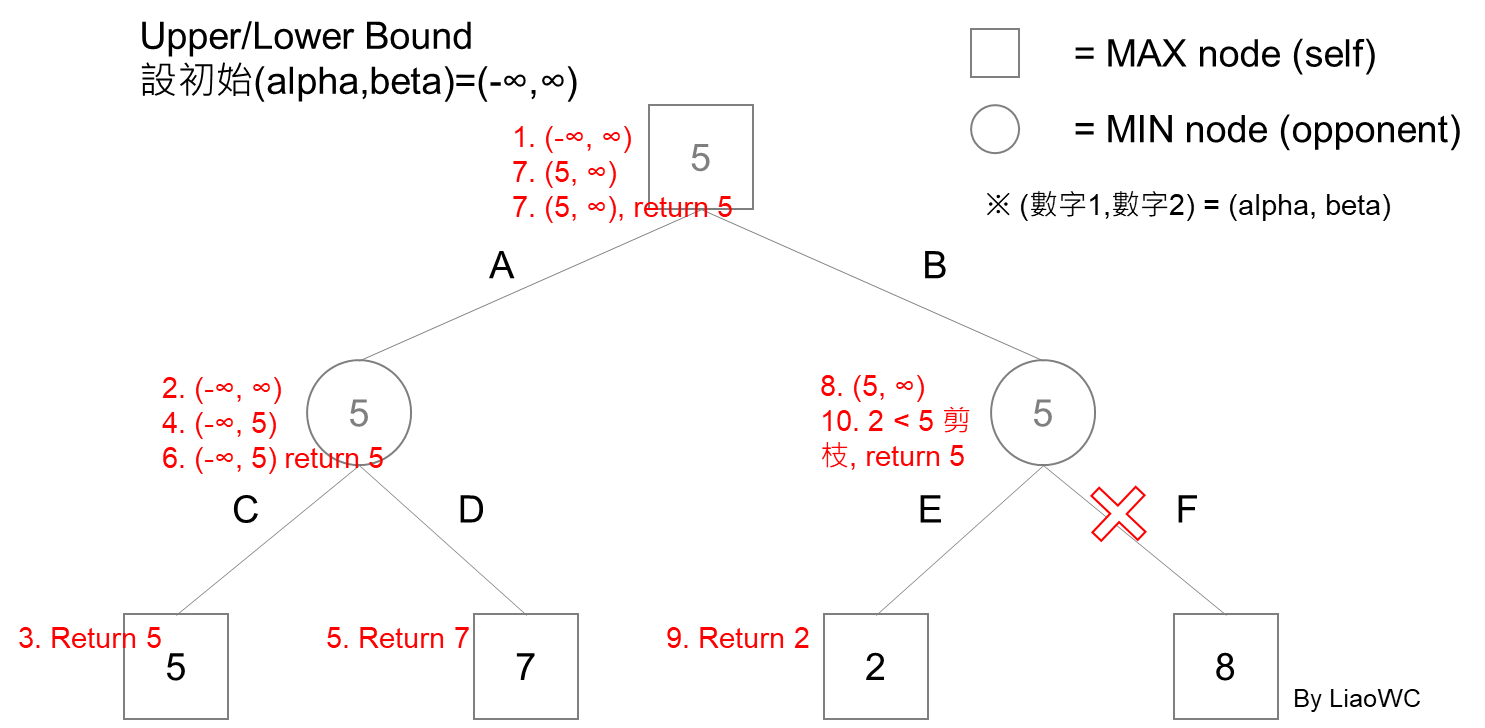 Upper/Lower Bound
設初始(alpha,beta)=(-∞,∞)
= MAX node (self)
= MIN node (opponent)
※ (數字1,數字2) = (alpha, beta)
1. (-∞, ∞)
7. (5, ∞)
7. (5, ∞), return 5
5
A
B
2. (-∞, ∞)
4. (-∞, 5)
6. (-∞, 5) return 5
5
8. (5, ∞)
10. 2 < 5 剪
枝, return 5
5
C
D
E
F
3. Return 5
5
5. Return 7
7
9. Return 2
2
8
By LiaoWC